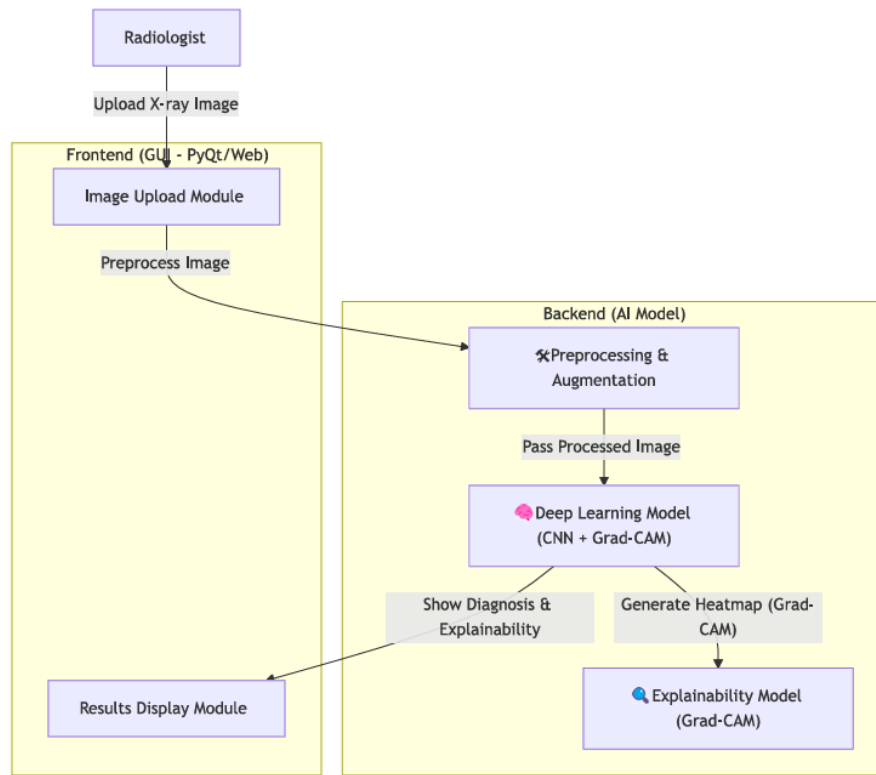 Radiologist
Upload X-ray Image
Frontend (GUI - PyQt/Web)
Image Upload Module
Preprocess Image
Backend (AI Model)
🛠Preprocessing &
Augmentation
Pass Processed Image
🧠Deep Learning Model
(CNN + Grad-CAM)
Show Diagnosis &
Explainability
Generate Heatmap (Grad-
CAM)
Results Display Module
🔍Explainability Model
(Grad-CAM)